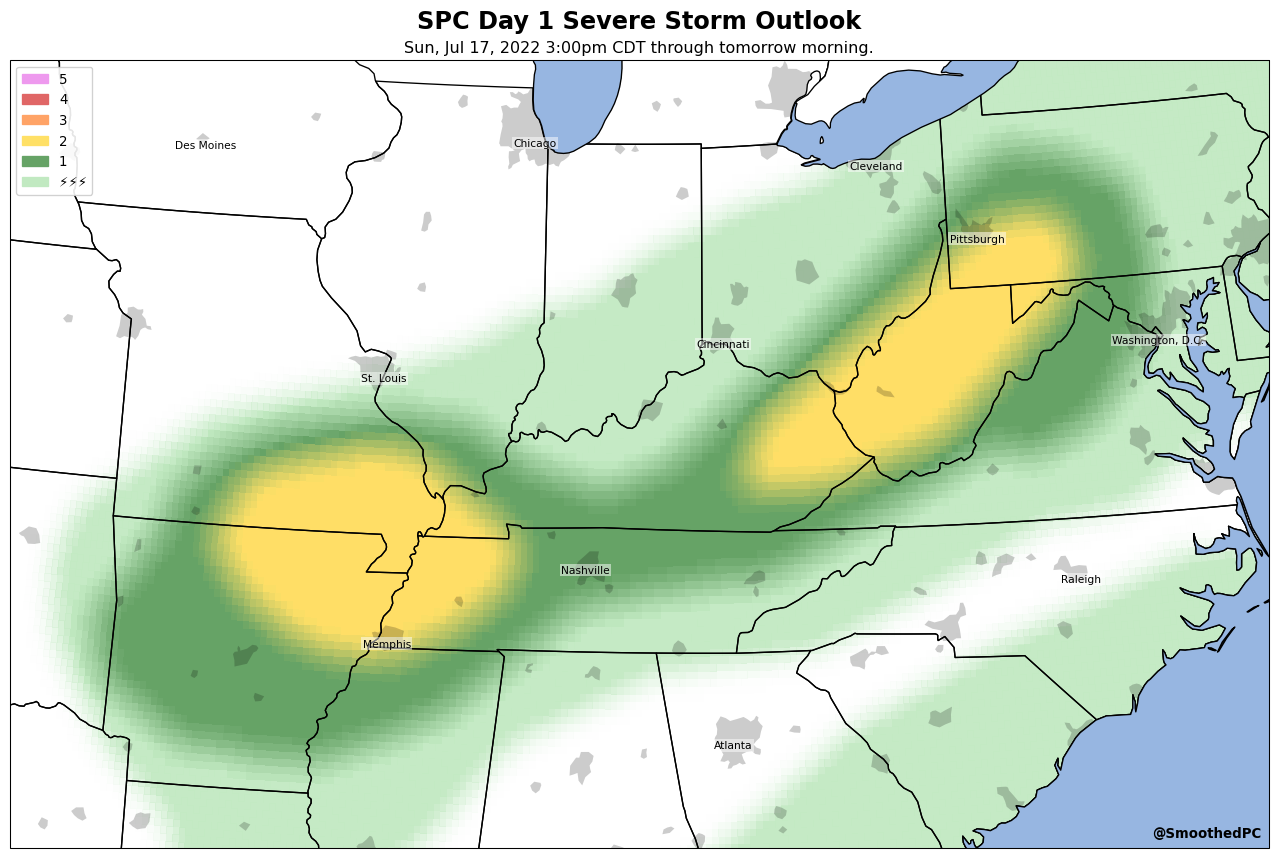 SPC Day 1 Severe Storm Outlook
Sun, Jul 17, 2022 3:00pm CDT through tomorrow morning.
5
4
3
2
1
⚡⚡⚡
Des Moines
Chicago
Cleveland
Pittsburgh
Washington, D.C.
Cincinnati
St. Louis
Nashville
Raleigh
Memphis
Atlanta
@SmoothedPC